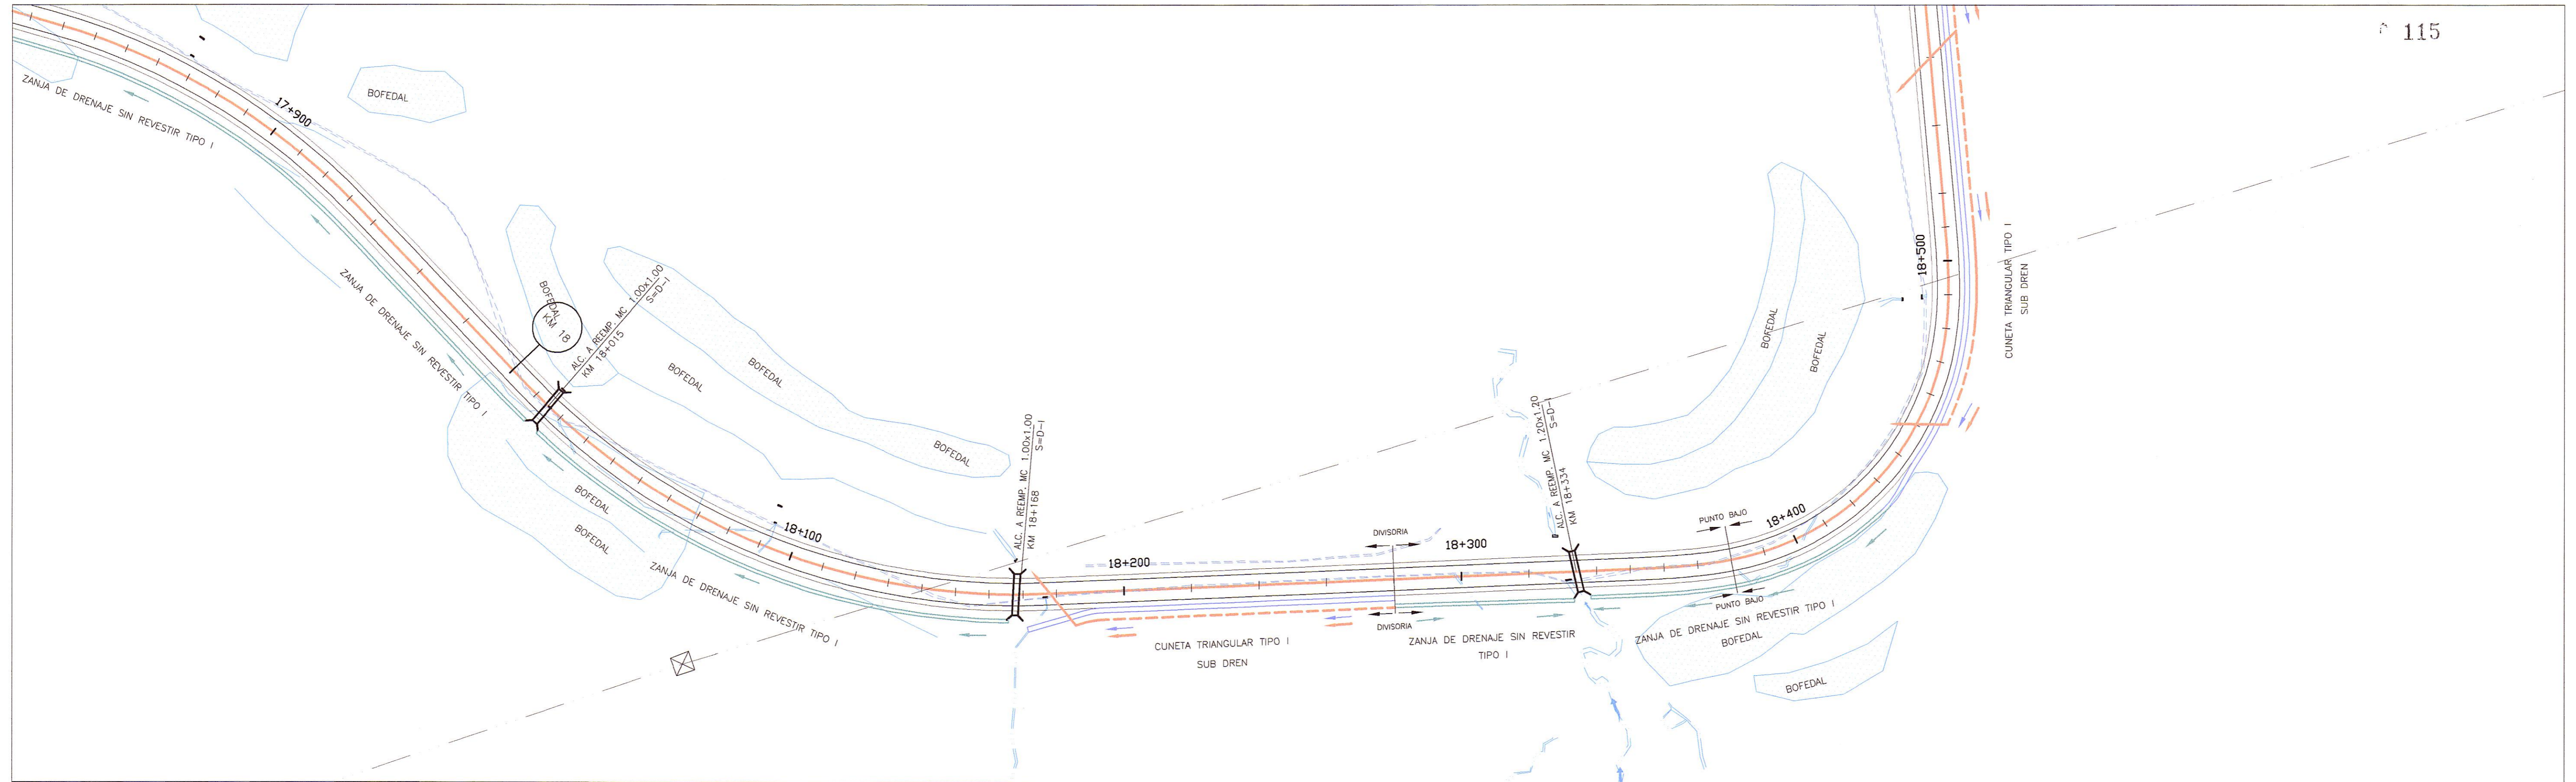 115
ZANJA DE DRENAJE SIN REVESTIR TIPO I
17+900
BOFEDAL
ZANJA DE DRENAJE SIN REVESTIR TIPO I
BOFEDAL
KM 18
ALC. A REEMP. MC 1.00x1.00
S=D-I
KM 18+015
BOFEDAL
BOFEDAL
BOFEDAL
BOFEDAL
BOFEDAL
ZANJA DE DRENAJE SIN REVESTIR TIPO I
18+100
ALC. A REEMP. MC 1.00x1.00
S=D-I
KM 18+168
18+200
CUNETA TRIANGULAR TIPO I
SUB DREN
DIVISORIA
DIVISORIA
18+300
ZANJA DE DRENAJE SIN REVESTIR
TIPO I
ALC. A REEMP. MC 1.20x1.20
S=D-I
KM 18+334
PUNTO BAJO
PUNTO BAJO
18+400
ZANJA DE DRENAJE SIN REVESTIR TIPO I
BOFEDAL
BOFEDAL
BOFEDAL
BOFEDAL
18+500
CUNETA TRIANGULAR TIPO I
SUB DREN